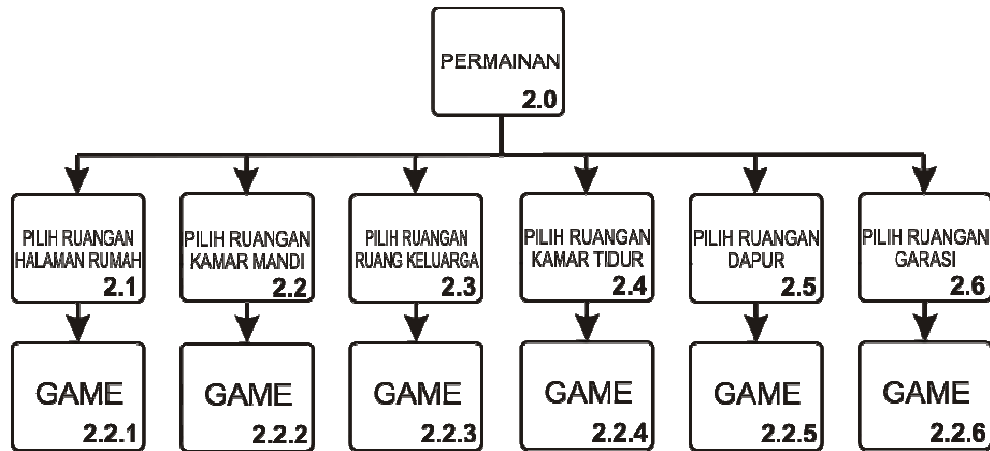 PERMAINAN
2.0
PILIH RUANGAN
HALAMAN RUMAH
2.1
PILIH RUANGAN
KAMAR MANDI
2.2
PILIH RUANGAN
RUANG KELUARGA
2.3
PILIH RUANGAN
KAMAR TIDUR
2.4
PILIH RUANGAN
DAPUR
2.5
PILIH RUANGAN
GARASI
2.6
GAME
2.2.1
GAME
2.2.2
GAME
2.2.3
GAME
2.2.4
GAME
2.2.5
GAME
2.2.6